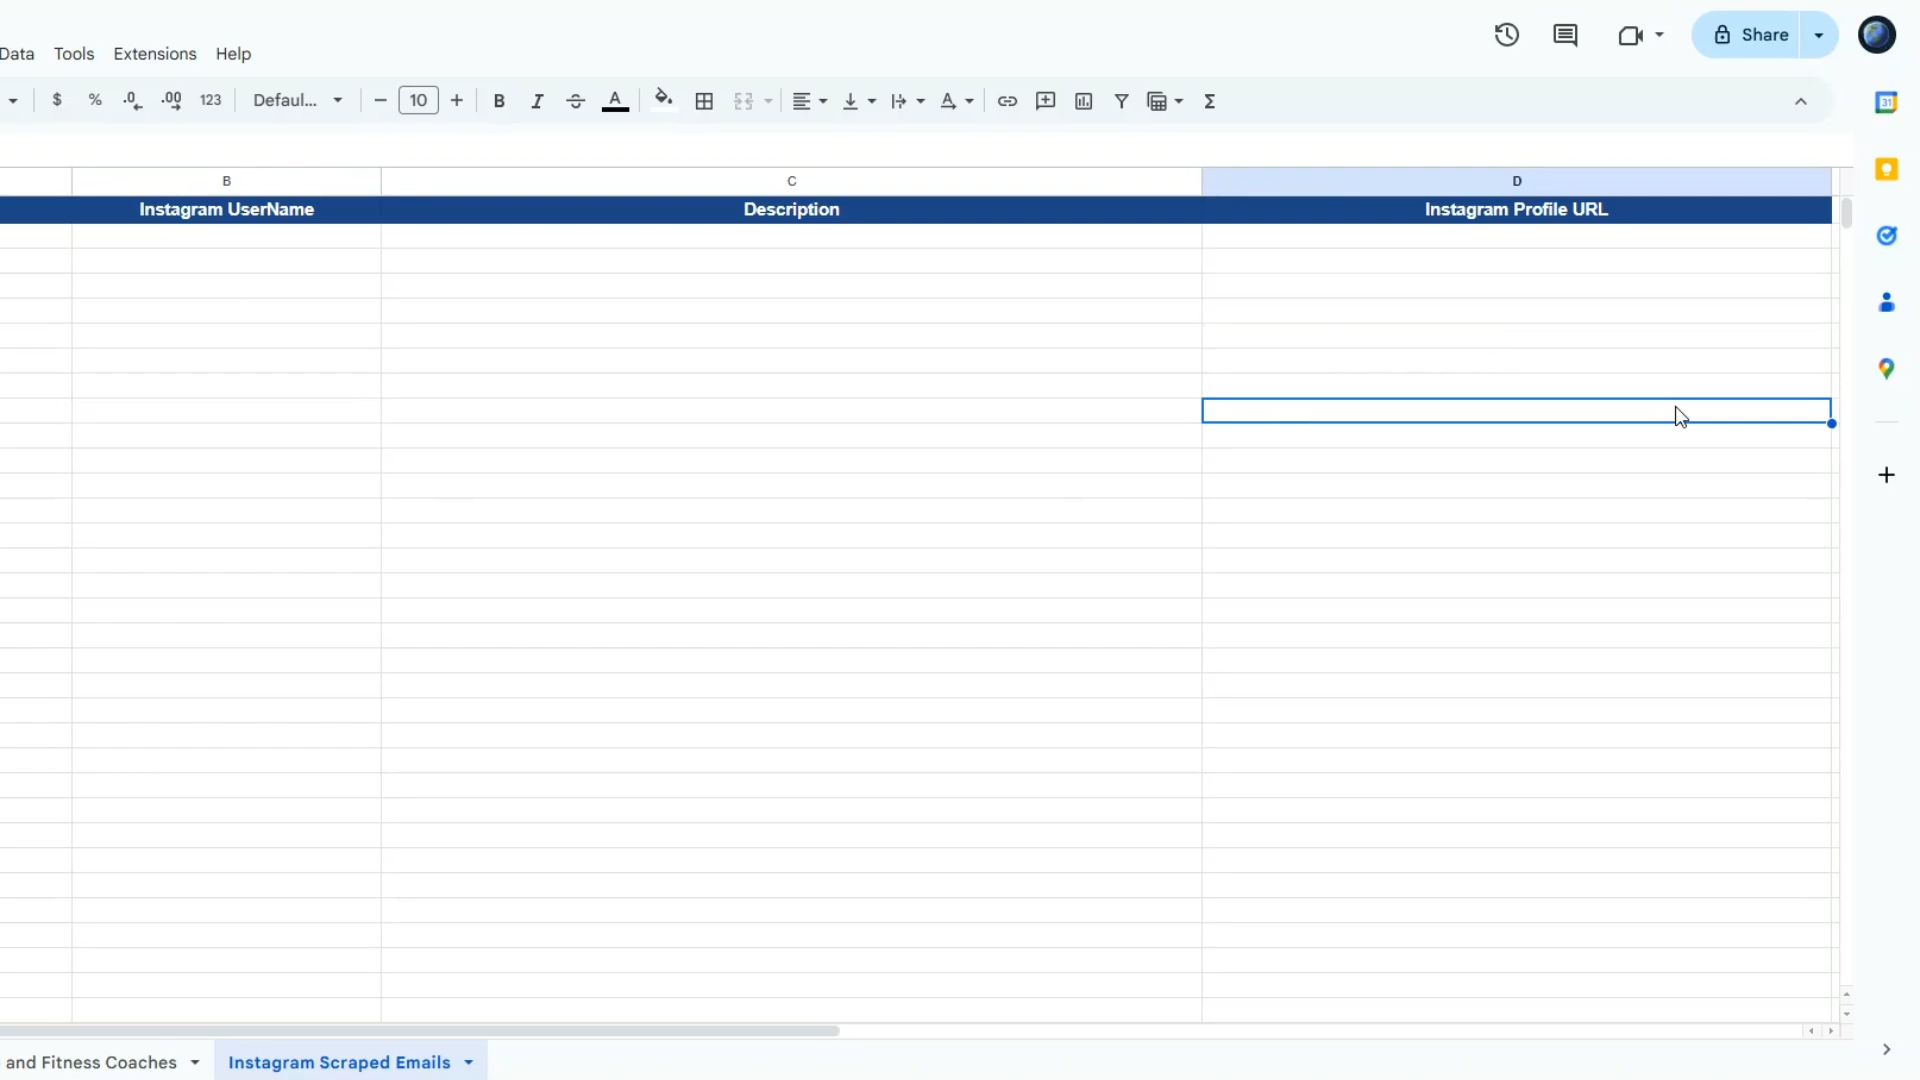 Data Tools Extensions Help
Share
$ % .0 .00 123 Defaul... 10 B I S A A Σ
31
B C D
Instagram UserName Description Instagram Profile URL
and Fitness Coaches Instagram Scraped Emails